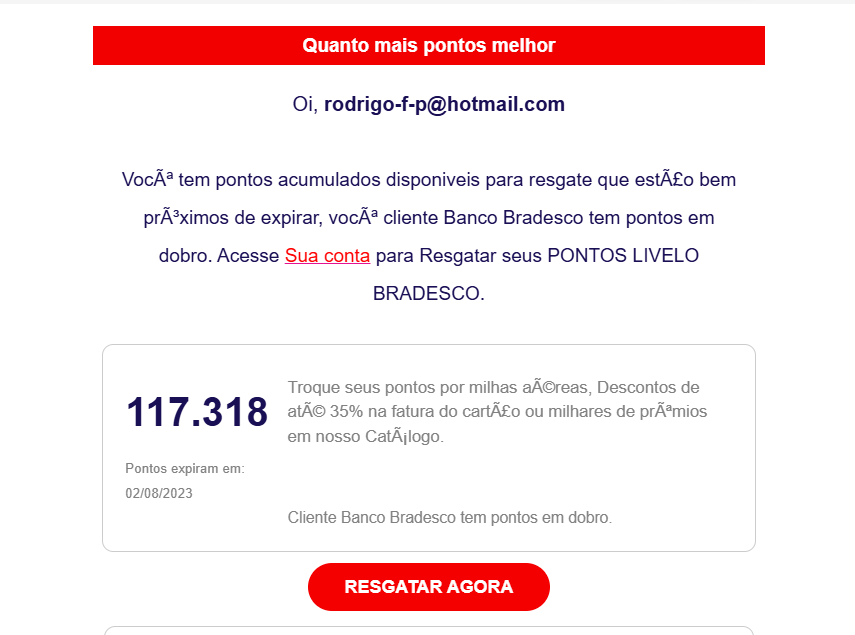 Quanto mais pontos melhor
Oi, rodrigo-f-p@hotmail.com
Vocãª tem pontos acumulados disponiveis para resgate que estã£o bem
prã³ximos de expirar, vocãª cliente Banco Bradesco tem pontos em
dobro. Acesse Sua conta para Resgatar seus PONTOS LIVELO
BRADESCO.
117.318
Pontos expiram em:
02/08/2023
Troque seus pontos por milhas aÃ©reas, Descontos de
atÃ© 35% na fatura do cartÃ£o ou milhares de prÃªmios
em nosso CatÃ¡logo.
Cliente Banco Bradesco tem pontos em dobro.
RESGATAR AGORA